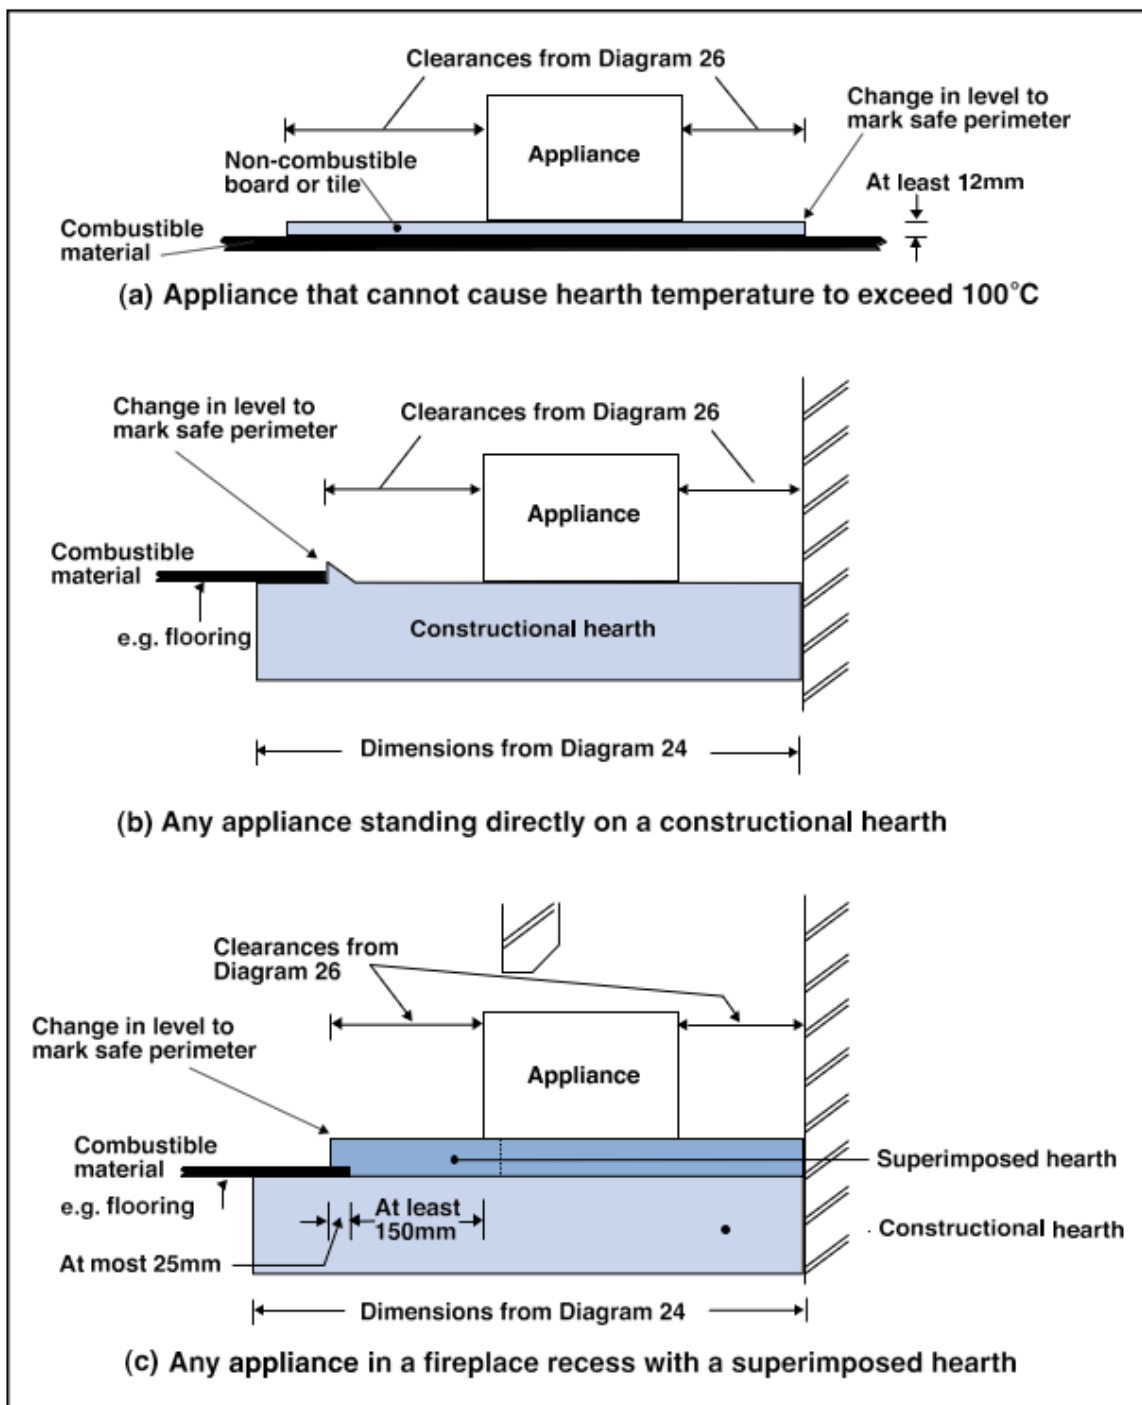 Clearances from Diagram 26
Change in level to
mark safe perimeter
Appliance
Non-combustible
board or tile
At least 12mm
Combustible
material
(a) Appliance that cannot cause hearth temperature to exceed 100°C
Change in level to
mark safe perimeter
Clearances from Diagram 26
Appliance
Combustible
material
e.g. flooring
Constructional hearth
Dimensions from Diagram 24
(b) Any appliance standing directly on a constructional hearth
Clearances from
Diagram 26
Change in level to
mark safe perimeter
Appliance
Combustible
material
Superimposed hearth
e.g. flooring
At least
150mm
Constructional hearth
At most 25mm
Dimensions from Diagram 24
(c) Any appliance in a fireplace recess with a superimposed hearth